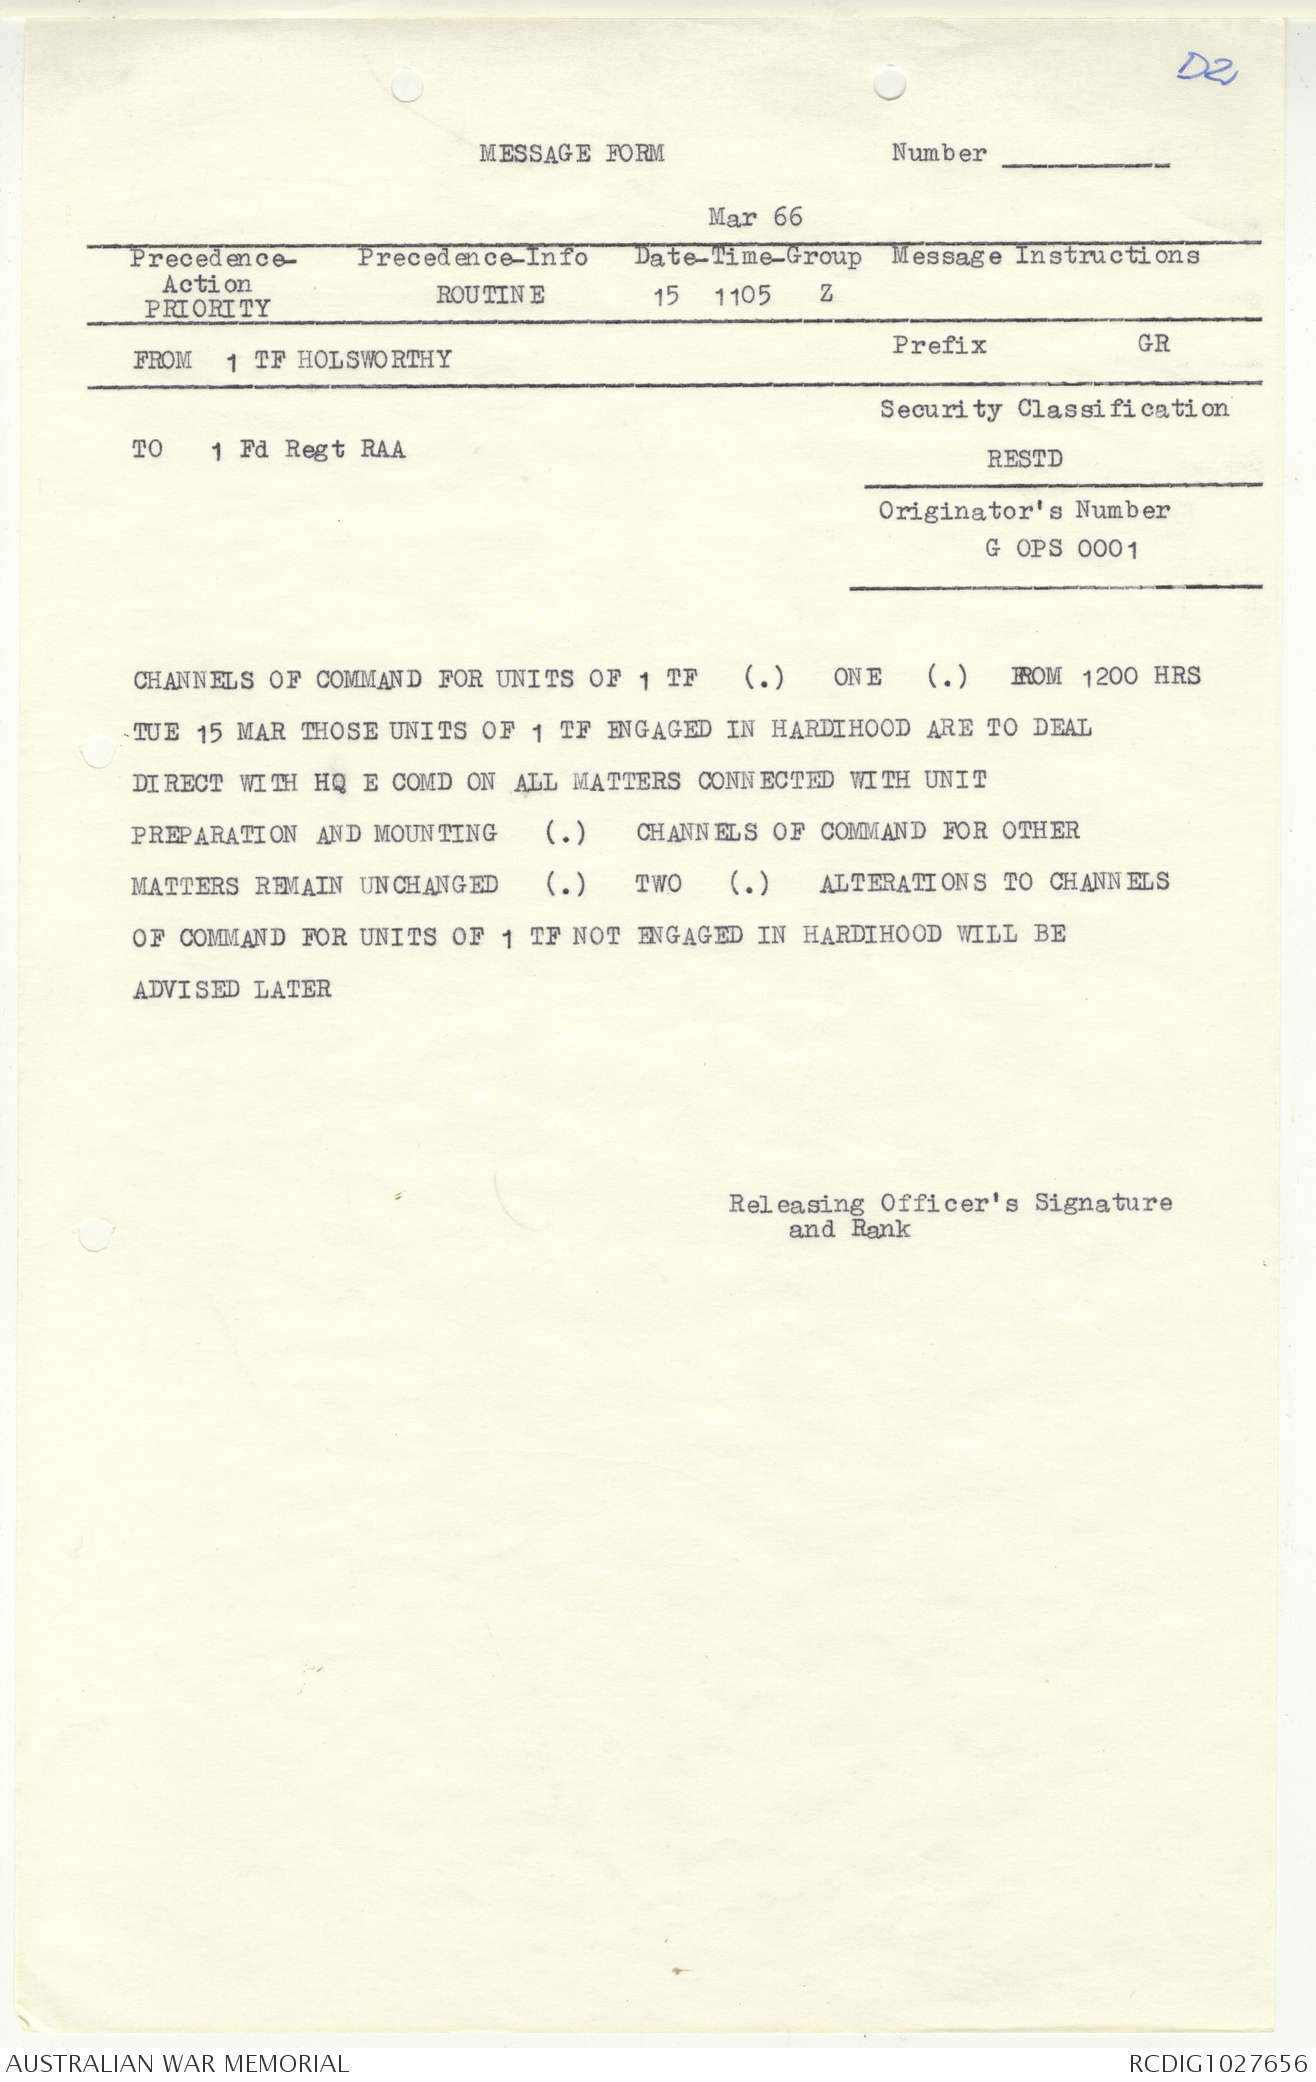 D2
MESSAGE FORM Number
Mar 66
Precedence- Precedence-Info Date-Time-Group Message Instructions
Action
PRIORITY ROUTINE 15 1105 Z
FROM 1 TF HOLSWORTHY Prefix GR
Security Classification
TO 1 Fd Regt RAA
RESTD
Originator's Number
G OPS 0001
CHANNELS OF COMMAND FOR UNITS OF 1 TF (.) ONE (.) FROM 1200 HRS
TUE 15 MAR THOSE UNITS OF 1 TF ENGAGED IN HARDIHOOD ARE TO DEAL
DIRECT WITH HQ E COMD ON ALL MATTERS CONNECTED WITH UNIT
PREPARATION AND MOUNTING (.) CHANNELS OF COMMAND FOR OTHER
MATTERS REMAIN UNCHANGED (.) TWO (.) ALTERATIONS TO CHANNELS
OF COMMAND FOR UNITS OF 1 TF NOT ENGAGED IN HARDIHOOD WILL BE
ADVISED LATER
Releasing Officer's Signature
and Rank
AUSTRALIAN WAR MEMORIAL RCDIG1027656